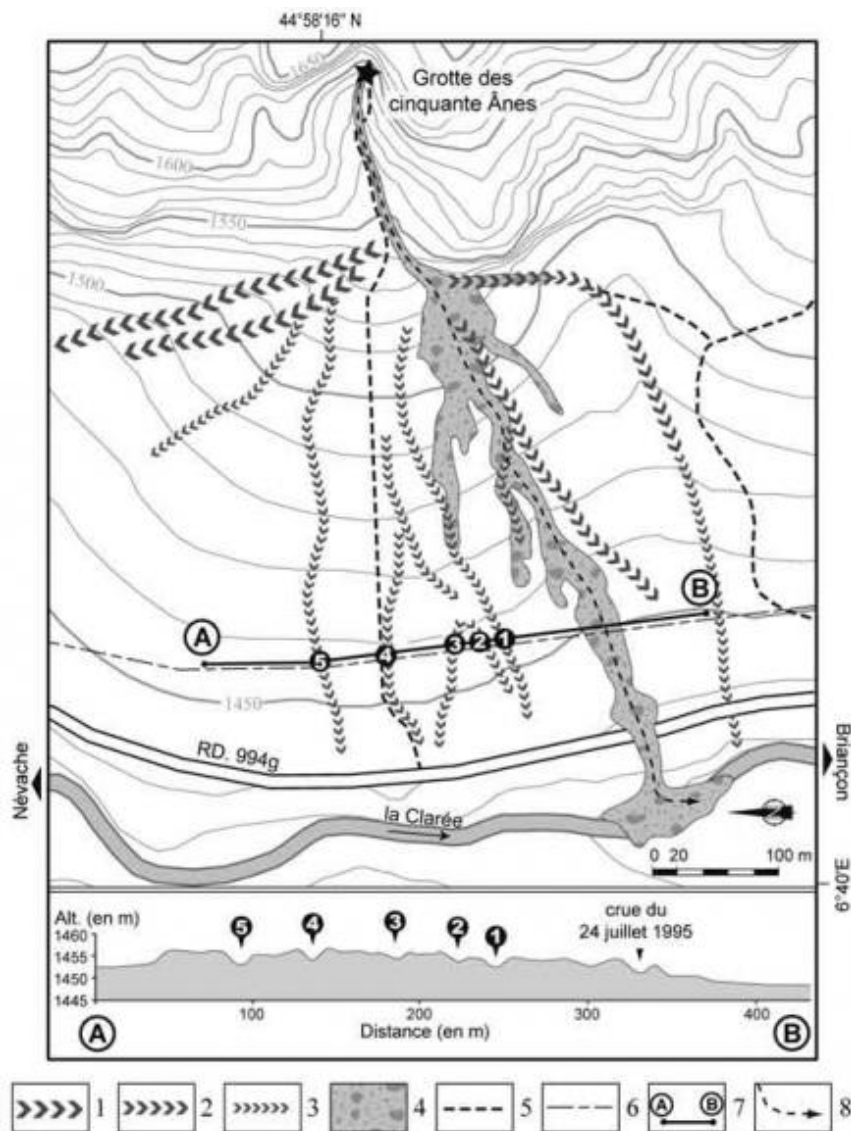 44°58'16" N
1650
Grotte des
cinquante Ânes
1600
1550
1500
B
A
3 2 1
5 4
1450
RD. 994g
Névache
Briançon
la Clarée
0 20 100 m
Alt. (en m)
1460
1455
1450
1445
5 4 3 2 1
crue du
24 juillet 1995
100 200 300 400
Distance (en m)
A B
1 2 3 4 5 6 A B 7 8